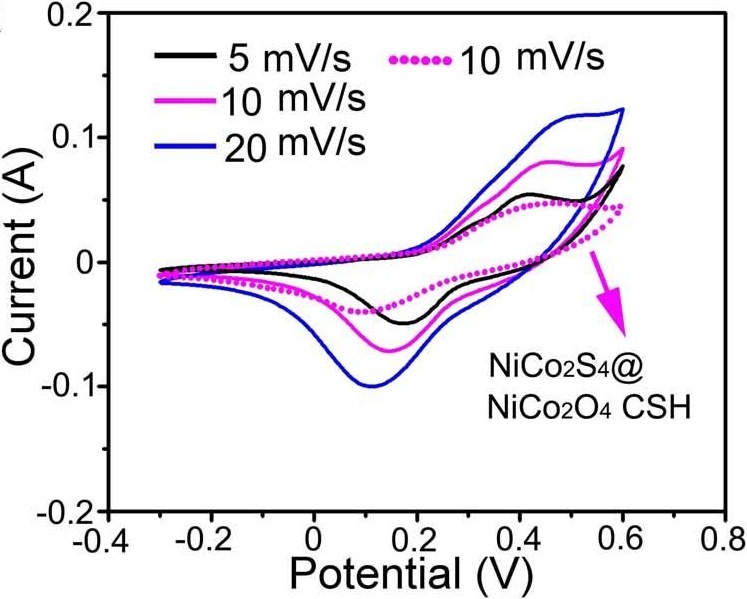 5 mV/s
10 mV/s
10 mV/s
20 mV/s
0.2
0.1
0
-0.1
-0.2
Current (A)
NiCo2S4@
NiCo2O4 CSH
-0.4 -0.2 0 0.2 0.4 0.6 0.8
Potential (V)